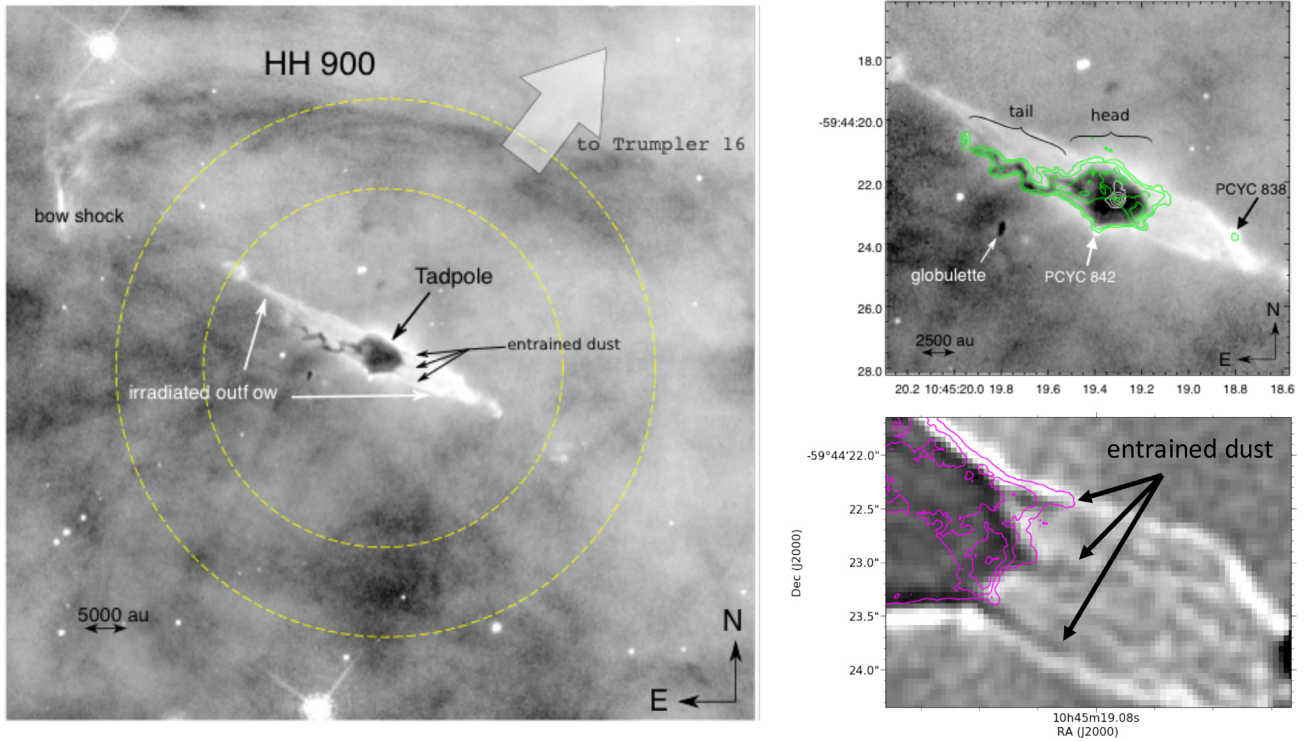 HH 900
to Trumpler 16
bow shock
Tadpole
entrained dust
irradiated outf ow
5000 au
N
E
18.0
-59:44:20.0
22.0
24.0
26.0
28.0
tail
head
PCYC 838
globulette
PCYC 842
2500 au
N
E
20.2 10:45:20.0 19.8 19.6 19.4 19.2 19.0 18.8 18.6
entrained dust
-59°44'22.0"
22.5"
23.0"
23.5"
24.0"
Dec (J2000)
10h45m19.08s
RA (J2000)